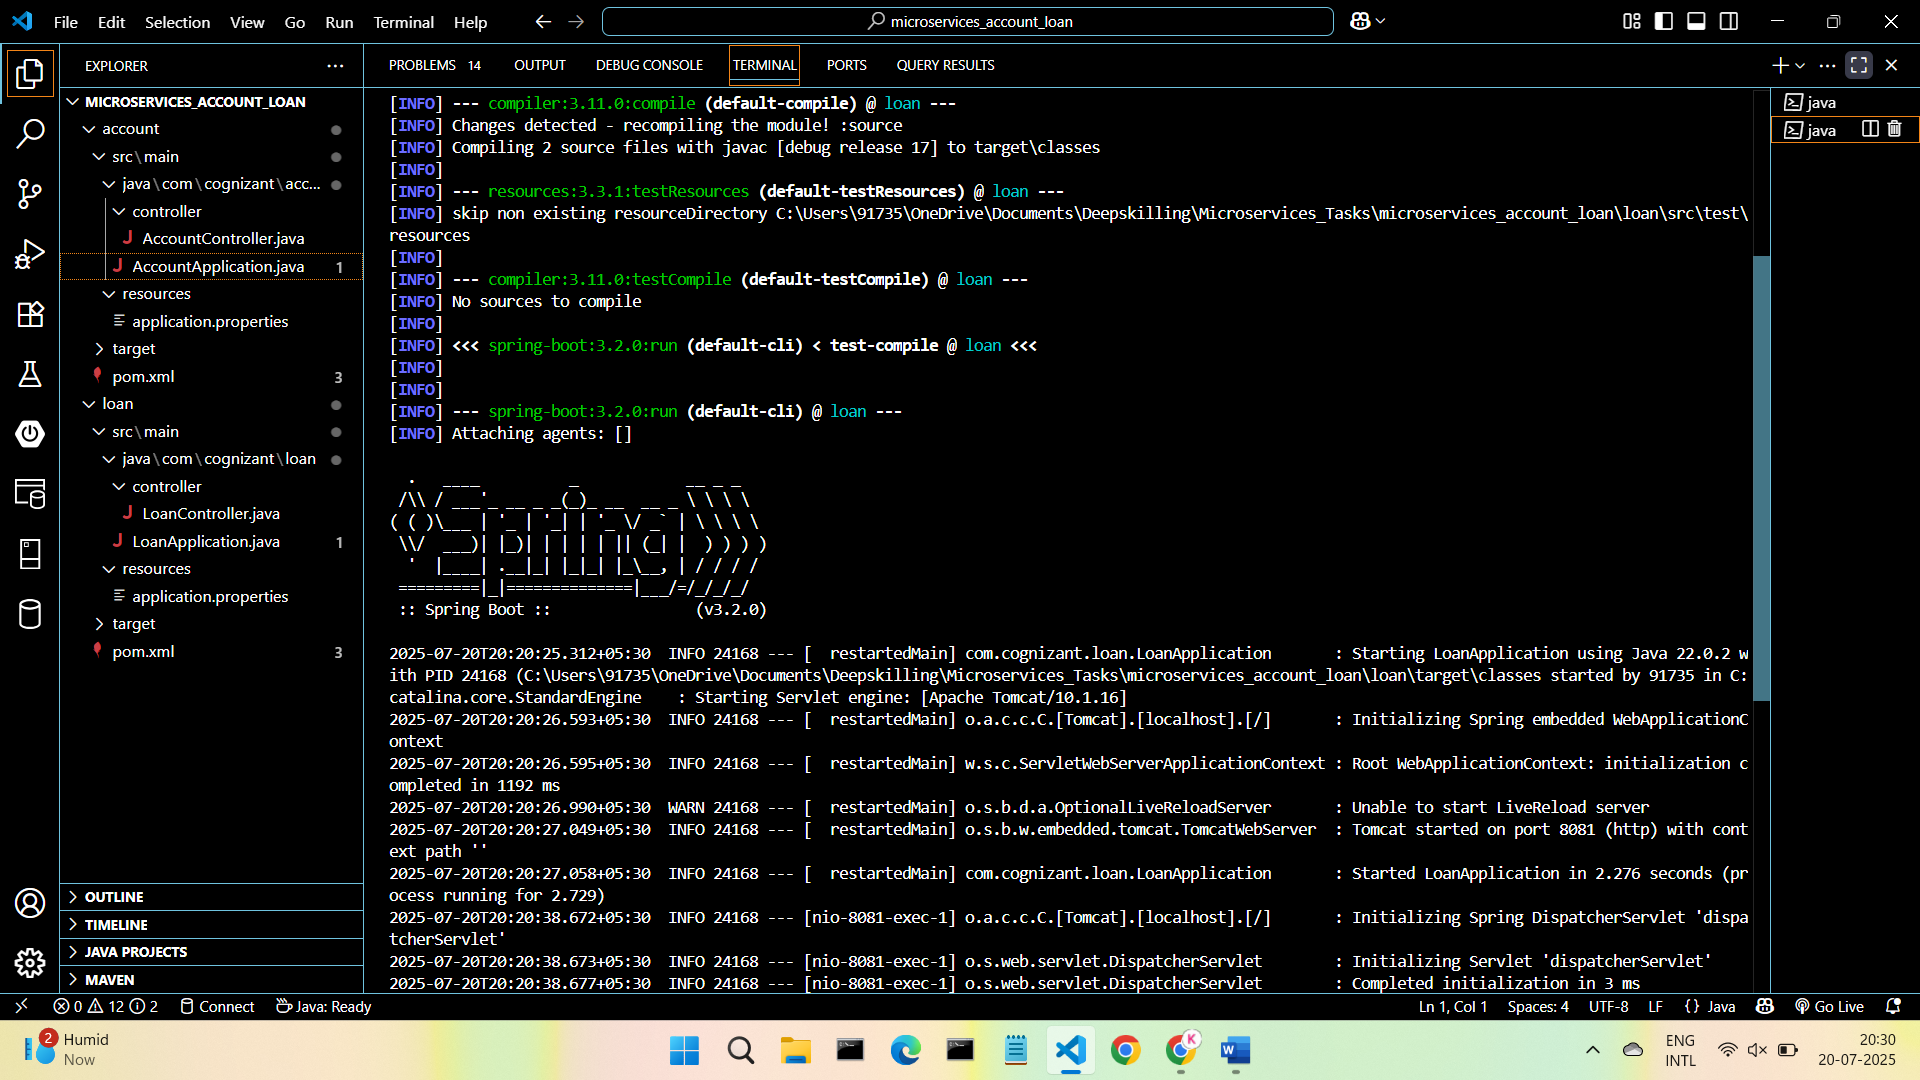 File Edit Selection View Go Run Terminal Help
microservices_account_loan
EXPLORER
MICROSERVICES_ACCOUNT_LOAN
account
src\main
java\com\cognizant\acc...
controller
AccountController.java
AccountApplication.java 1
resources
application.properties
target
pom.xml 3
loan
src\main
java\com\cognizant\loan
controller
LoanController.java
LoanApplication.java 1
resources
application.properties
target
pom.xml 3
OUTLINE
TIMELINE
JAVA PROJECTS
MAVEN
PROBLEMS 14 OUTPUT DEBUG CONSOLE TERMINAL PORTS QUERY RESULTS
java
java
[INFO] --- compiler:3.11.0:compile (default-compile) @ loan ---
[INFO] Changes detected - recompiling the module! :source
[INFO] Compiling 2 source files with javac [debug release 17] to target\classes
[INFO]
[INFO] --- resources:3.3.1:testResources (default-testResources) @ loan ---
[INFO] skip non existing resourceDirectory C:\Users\91735\OneDrive\Documents\Deepskilling\Microservices_Tasks\microservices_account_loan\loan\src\test\
resources
[INFO]
[INFO] --- compiler:3.11.0:testCompile (default-testCompile) @ loan ---
[INFO] No sources to compile
[INFO]
[INFO] <<< spring-boot:3.2.0:run (default-cli) < test-compile @ loan <<<
[INFO]
[INFO]
[INFO] --- spring-boot:3.2.0:run (default-cli) @ loan ---
[INFO] Attaching agents: []
Spring
:: Spring Boot :: (v3.2.0)
2025-07-20T20:20:25.312+05:30 INFO 24168 --- [ restartedMain] com.cognizant.loan.LoanApplication : Starting LoanApplication using Java 22.0.2 w
ith PID 24168 (C:\Users\91735\OneDrive\Documents\Deepskilling\Microservices_Tasks\microservices_account_loan\loan\target\classes started by 91735 in C:
catalina.core.StandardEngine : Starting Servlet engine: [Apache Tomcat/10.1.16]
2025-07-20T20:20:26.593+05:30 INFO 24168 --- [ restartedMain] o.a.c.c.C.[Tomcat].[localhost].[/] : Initializing Spring embedded WebApplicationC
ontext
2025-07-20T20:20:26.595+05:30 INFO 24168 --- [ restartedMain] w.s.c.ServletWebServerApplicationContext : Root WebApplicationContext: initialization c
ompleted in 1192 ms
2025-07-20T20:20:26.990+05:30 WARN 24168 --- [ restartedMain] o.s.b.d.a.OptionalLiveReloadServer : Unable to start LiveReload server
2025-07-20T20:20:27.049+05:30 INFO 24168 --- [ restartedMain] o.s.b.w.embedded.tomcat.TomcatWebServer : Tomcat started on port 8081 (http) with cont
ext path ''
2025-07-20T20:20:27.058+05:30 INFO 24168 --- [ restartedMain] com.cognizant.loan.LoanApplication : Started LoanApplication in 2.276 seconds (pr
ocess running for 2.729)
2025-07-20T20:20:38.672+05:30 INFO 24168 --- [nio-8081-exec-1] o.a.c.c.C.[Tomcat].[localhost].[/] : Initializing Spring DispatcherServlet 'dispa
tcherServlet'
2025-07-20T20:20:38.673+05:30 INFO 24168 --- [nio-8081-exec-1] o.s.web.servlet.DispatcherServlet : Initializing Servlet 'dispatcherServlet'
2025-07-20T20:20:38.677+05:30 INFO 24168 --- [nio-8081-exec-1] o.s.web.servlet.DispatcherServlet : Completed initialization in 3 ms
0 12 2 Connect Java: Ready
Ln 1, Col 1 Spaces: 4 UTF-8 LF {} Java Go Live
2 Humid
Now
K
W
ENG
INTL
20:30
20-07-2025